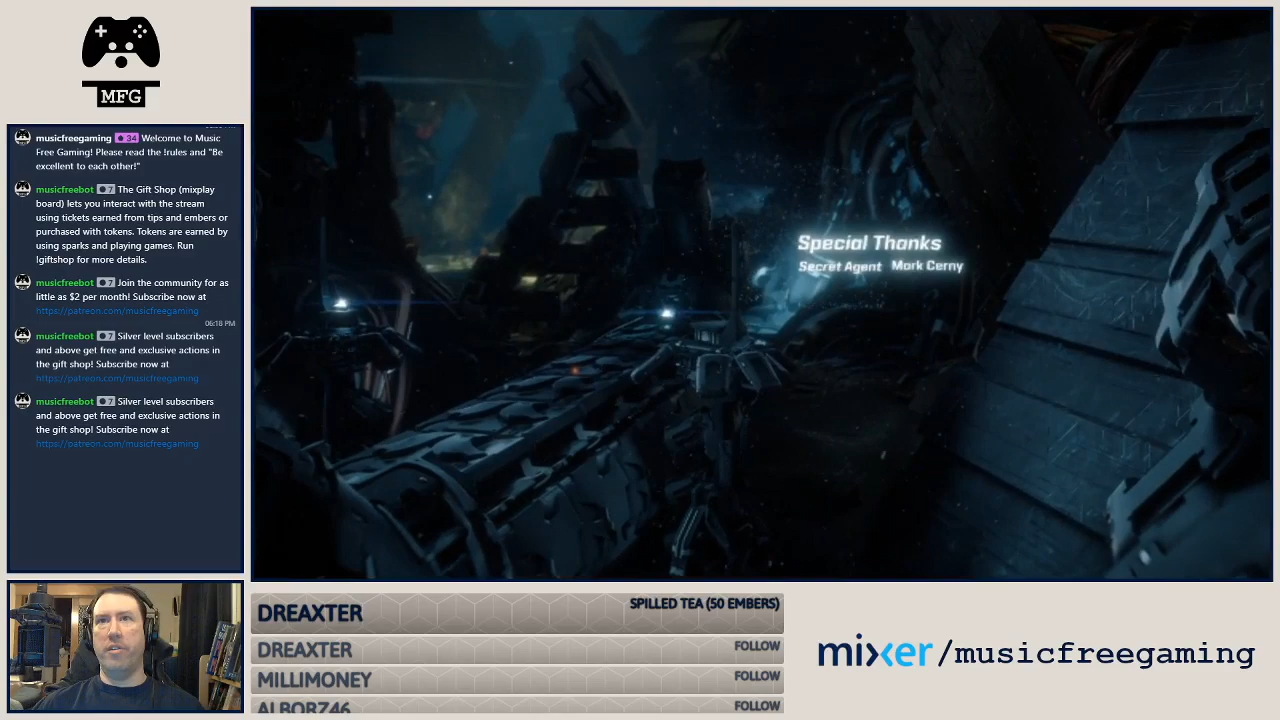 MFG
musicfreegaming 34 Welcome to Music
Free Gaming! Please read the !rules and "Be
excellent to each other!"
musicfreebot 7 The Gift Shop (mixplay
board) lets you interact with the stream
using tickets earned from tips and embers or
purchased with tokens. Tokens are earned by
using sparks and playing games. Run
!giftshop for more details.
musicfreebot 7 Join the community for as
little as $2 per month! Subscribe now at
https://patreon.com/musicfreegaming
06:18 PM
musicfreebot 7 Silver level subscribers
and above get free and exclusive actions in
the gift shop! Subscribe now at
https://patreon.com/musicfreegaming
musicfreebot 7 Silver level subscribers
and above get free and exclusive actions in
the gift shop! Subscribe now at
https://patreon.com/musicfreegaming
Special Thanks
Secret Agent Mark Cerny
DREAXTER SPILLED TEA (50 EMBERS)
DREAXTER FOLLOW
MILLIMONEY FOLLOW
ALBORZ46 FOLLOW
mixer/musicfreegaming